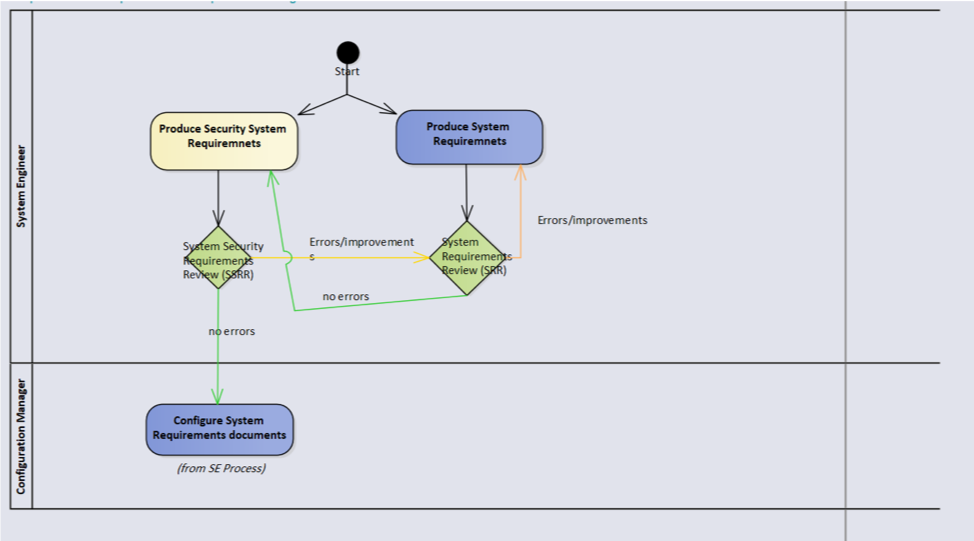 System Engineer
Start
Produce Security System
Requiremnets
Produce System
Requiremnets
Errors/improvements
System Security
Requirements
Review (SSRR)
Errors/improvement
s
System
Requirements
Review (SRR)
no errors
no errors
Configuration Manager
Configure System
Requirements documents
(from SE Process)